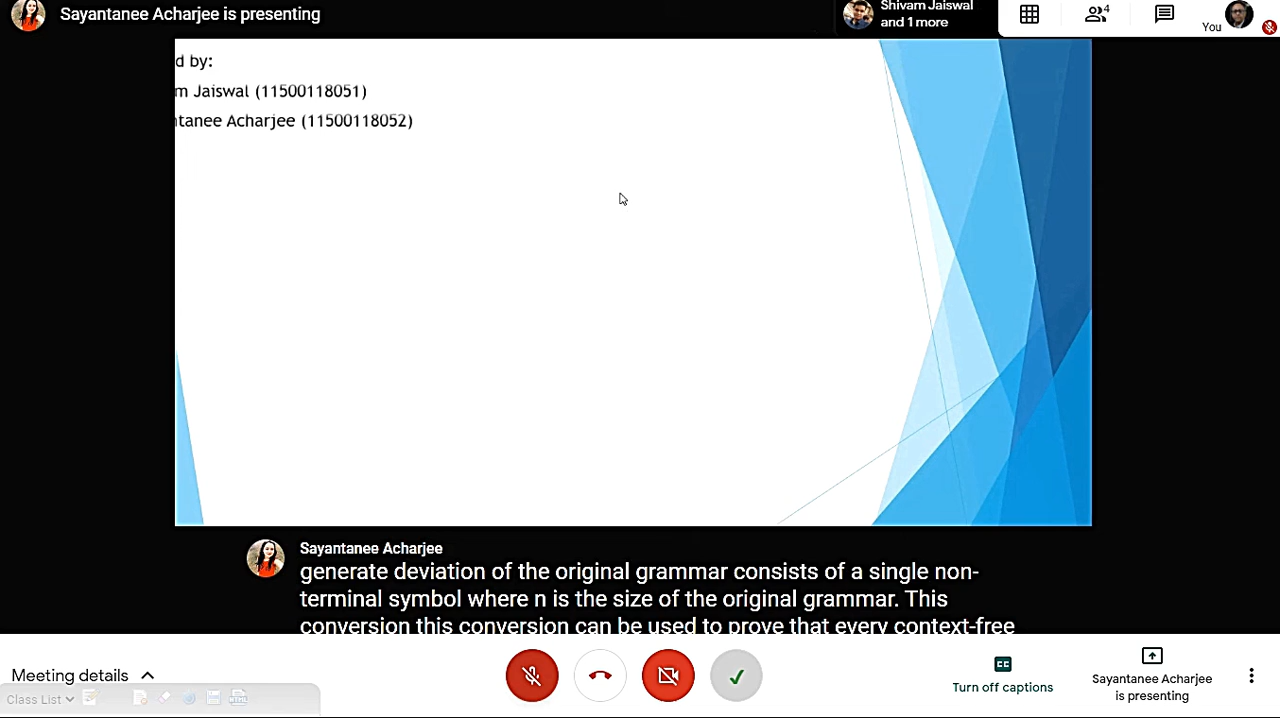 Sayantanee Acharjee is presenting
Shivam Jaiswal
and 1 more
4
You
d by:
m Jaiswal (11500118051)
ntanee Acharjee (11500118052)
Sayantanee Acharjee
generate deviation of the original grammar consists of a single non-
terminal symbol where n is the size of the original grammar. This
conversion this conversion can be used to prove that every context-free
Meeting details
CC
Turn off captions
Sayantanee Acharjee
is presenting
Class List